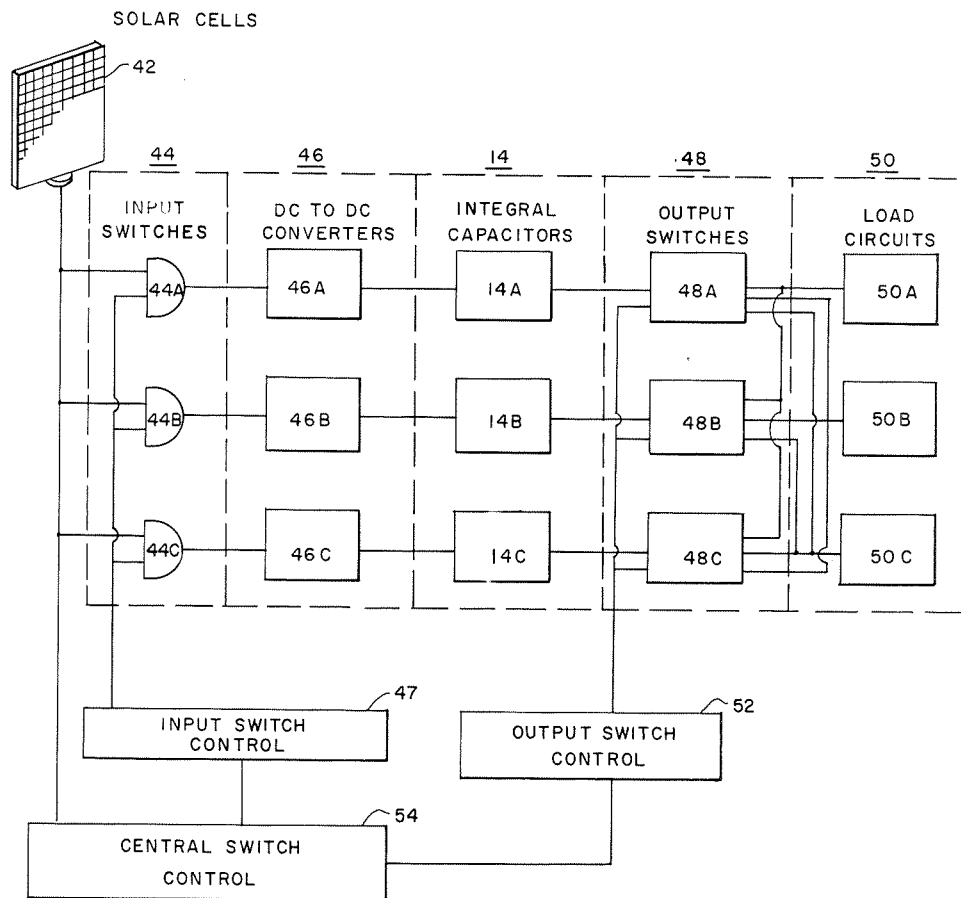 SOLAR CELLS
42
44
46
14
48
50
INPUT
SWITCHES
DC TO DC
CONVERTERS
INTEGRAL
CAPACITORS
OUTPUT
SWITCHES
LOAD
CIRCUITS
44A
46A
14A
48A
50A
44B
46B
14B
48B
50B
44C
46C
14C
48C
50C
47
INPUT SWITCH
CONTROL
52
OUTPUT SWITCH
CONTROL
54
CENTRAL SWITCH
CONTROL